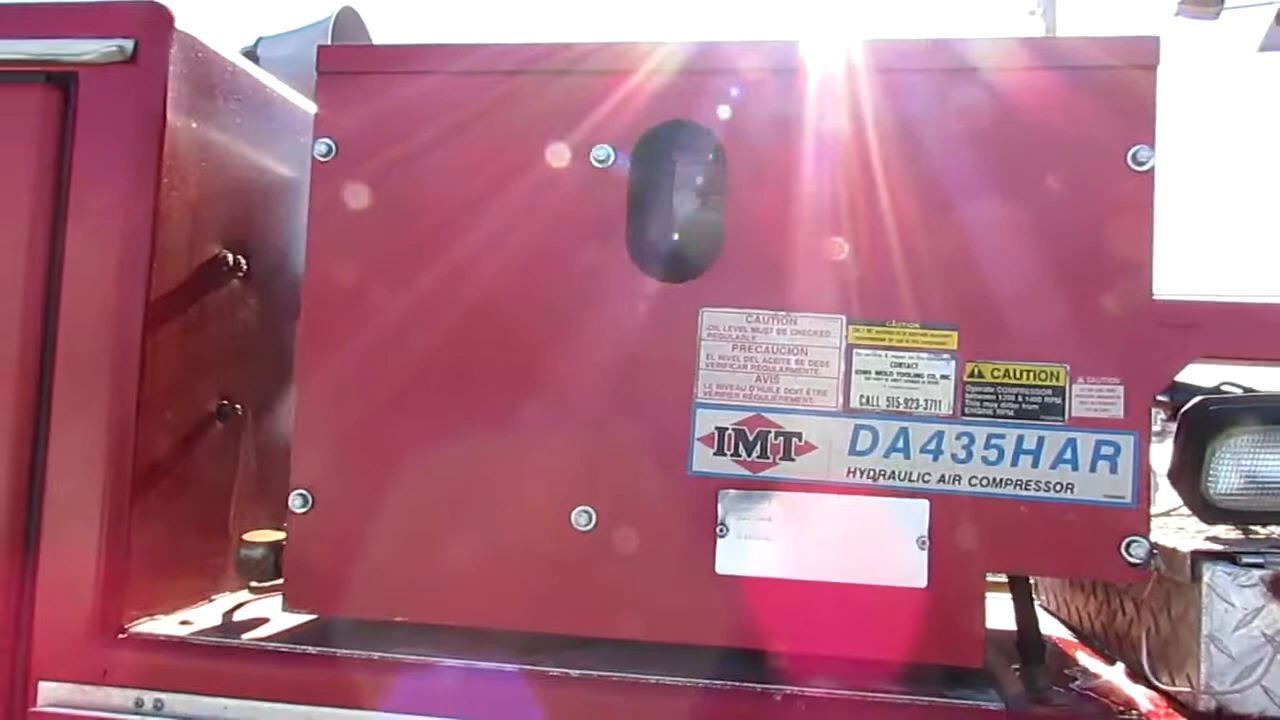 CAUTION
OIL LEVEL MUST BE CHECKED
REGULARLY.
PRECAUCION
EL NIVEL DEL ACEITE SE DEBE
VERIFICAR REGULARMENTE.
AVIS
LE NIVEAU D'HUILE DOIT ÊTRE
VÉRIFIER RÉGULIÈREMENT.
CAUTION
CONTACT
IOWA MOLD TOOLING CO., INC.
CALL 515-923-3711
CAUTION
Operate COMPRESSOR
between 1200 & 1400 RPM
This may differ from
ENGINE RPM.
CAUTION
IMT
DA435HAR
HYDRAULIC AIR COMPRESSOR